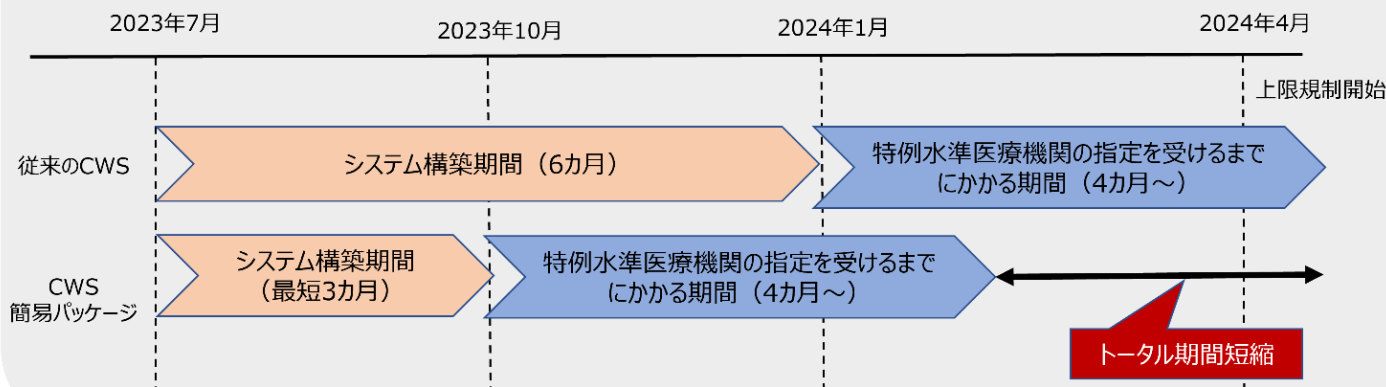 2023年7月
2023年10月
2024年1月
2024年4月
上限規制開始
従来のCWS
システム構築期間（6カ月）
特例水準医療機関の指定を受けるまで
にかかる期間（4カ月～）
CWS
簡易パッケージ
システム構築期間
（最短3カ月）
特例水準医療機関の指定を受けるまで
にかかる期間（4カ月～）
トータル期間短縮